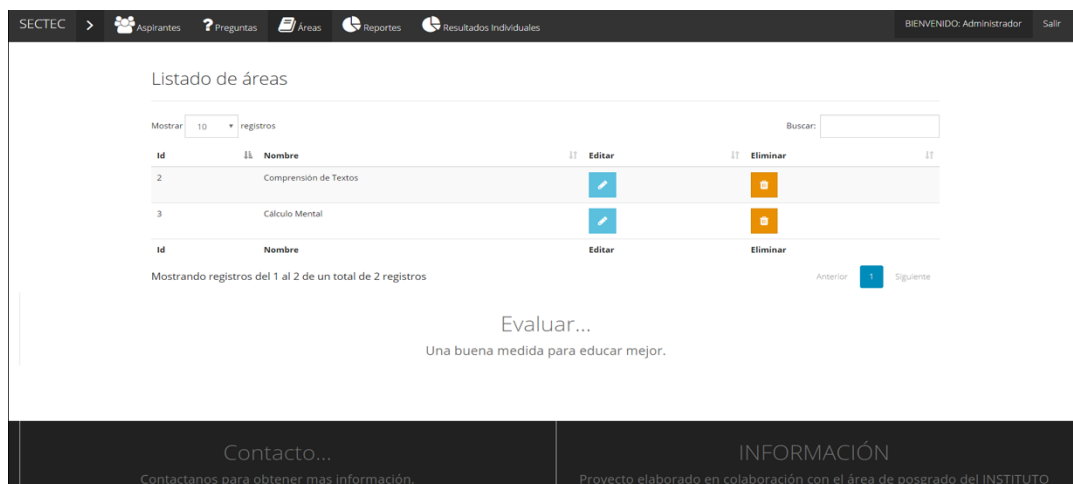 SECTEC > Aspirantes ? Preguntas Áreas Reportes Resultados Individuales BIENVENIDO: Administrador Salir
Listado de áreas
Mostrar 10 registros Buscar:
Id Nombre Editar Eliminar
2 Comprensión de Textos
3 Cálculo Mental
Id Nombre Editar Eliminar
Mostrando registros del 1 al 2 de un total de 2 registros Anterior 1 Siguiente
Evaluar...
Una buena medida para educar mejor.
Contacto... INFORMACIÓN
Contactanos para obtener mas información. Proyecto elaborado en colaboración con el área de posgrado del INSTITUTO